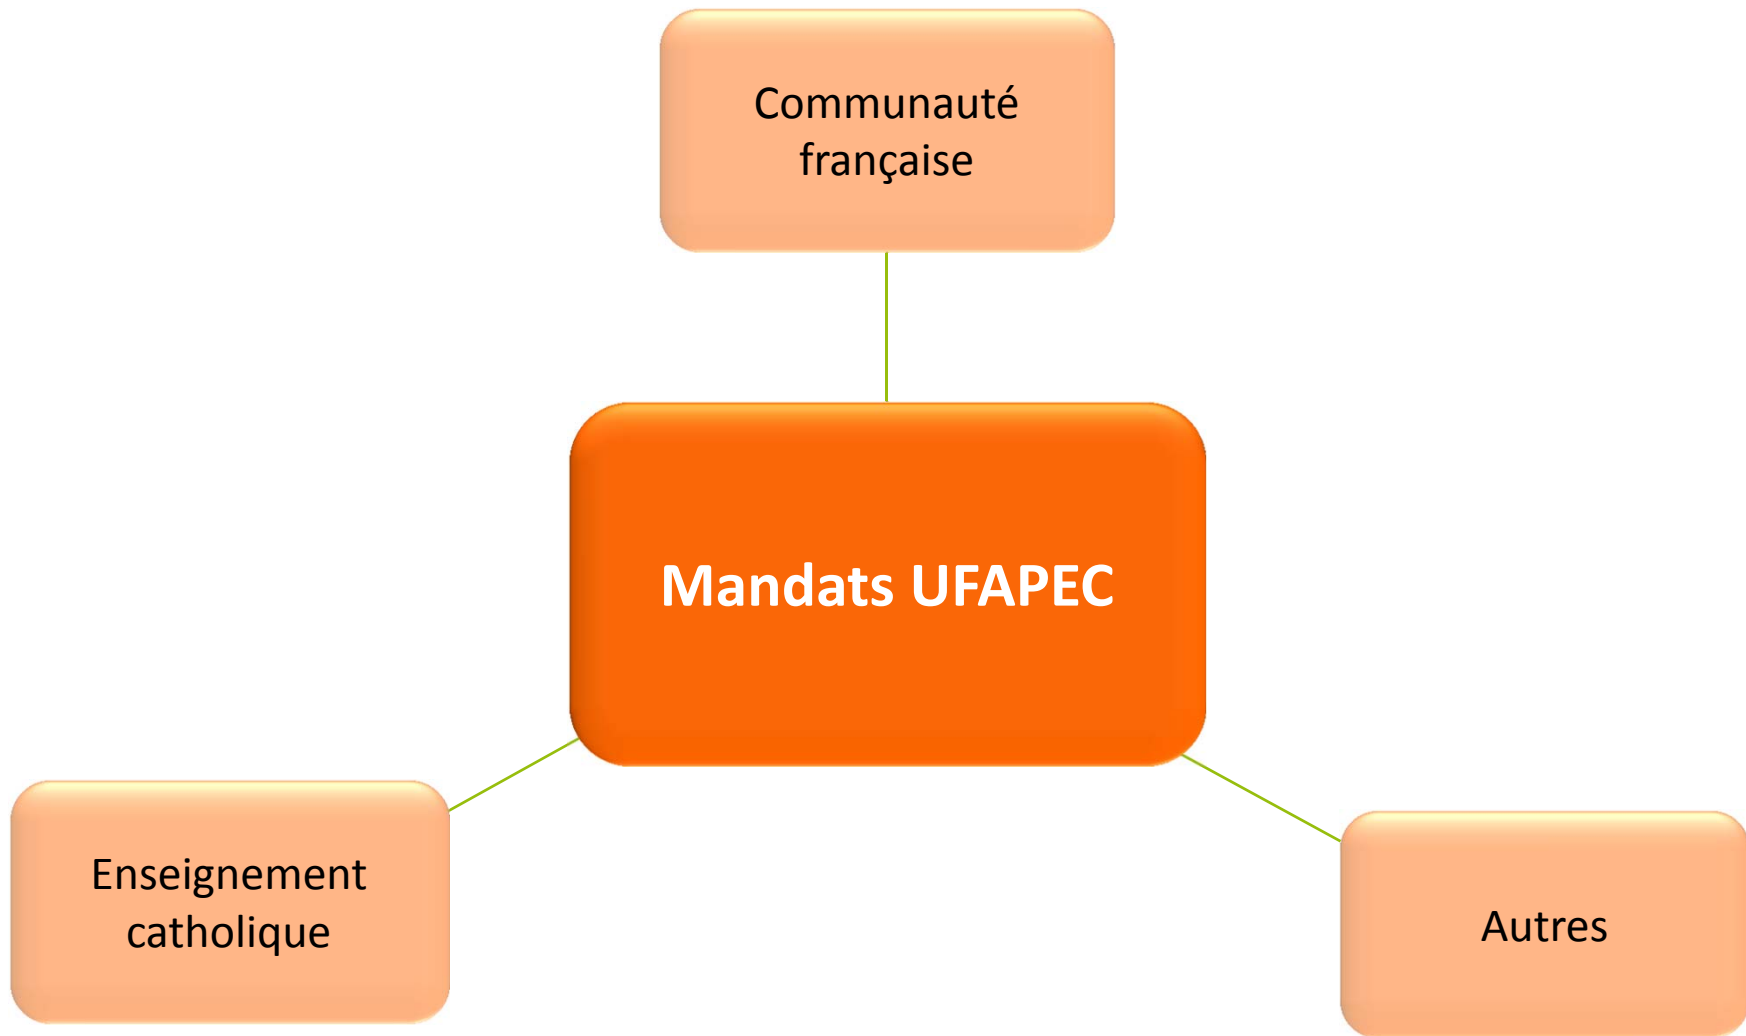 Communauté
française
Mandats UFAPEC
Enseignement
catholique
Autres